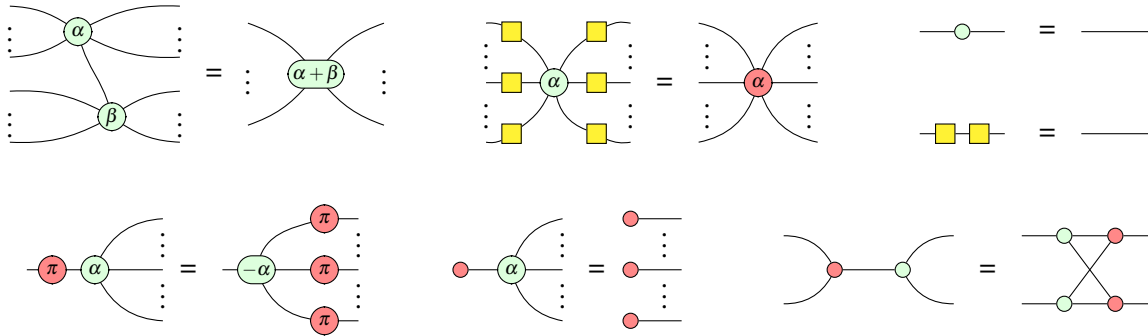 α
β
=
α + β
α
=
α
=
=
π
α
=
−α
π
π
π
α
=
=